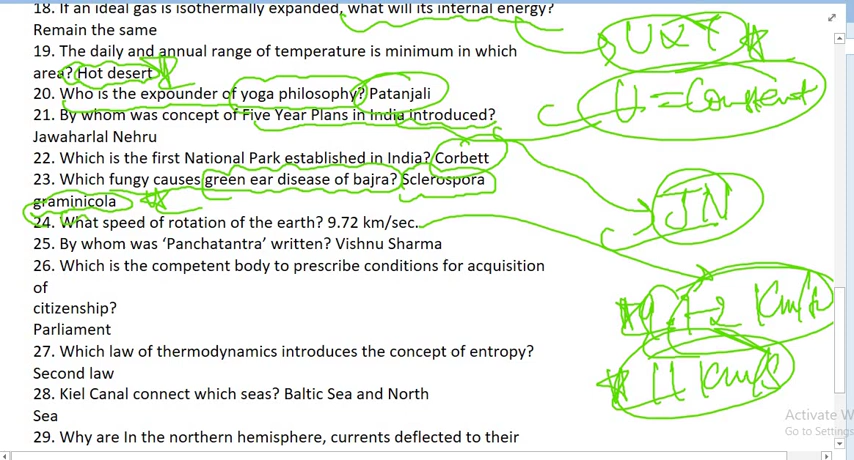 18. If an ideal gas is isothermally expanded, what will its internal energy?
Remain the same
19. The daily and annual range of temperature is minimum in which
area? Hot desert
20. Who is the expounder of yoga philosophy? Patanjali
21. By whom was concept of Five Year Plans in India introduced?
Jawaharlal Nehru
22. Which is the first National Park established in India? Corbett
23. Which fungy causes green ear disease of bajra? Sclerospora
graminicola
24. What speed of rotation of the earth? 9.72 km/sec.
25. By whom was ‘Panchatantra’ written? Vishnu Sharma
26. Which is the competent body to prescribe conditions for acquisition
of
citizenship?
Parliament
27. Which law of thermodynamics introduces the concept of entropy?
Second law
28. Kiel Canal connect which seas? Baltic Sea and North
Sea
29. Why are In the northern hemisphere, currents deflected to their
U = Constent
JN
11 Km/s
Activate W
Go to Settings